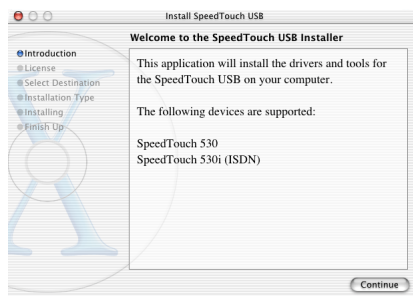 Install SpeedTouch USB
Welcome to the SpeedTouch USB Installer
Introduction
License
Select Destination
Installation Type
Installing
Finish Up
This application will install the drivers and tools for
the SpeedTouch USB on your computer.
The following devices are supported:
SpeedTouch 530
SpeedTouch 530i (ISDN)
Continue